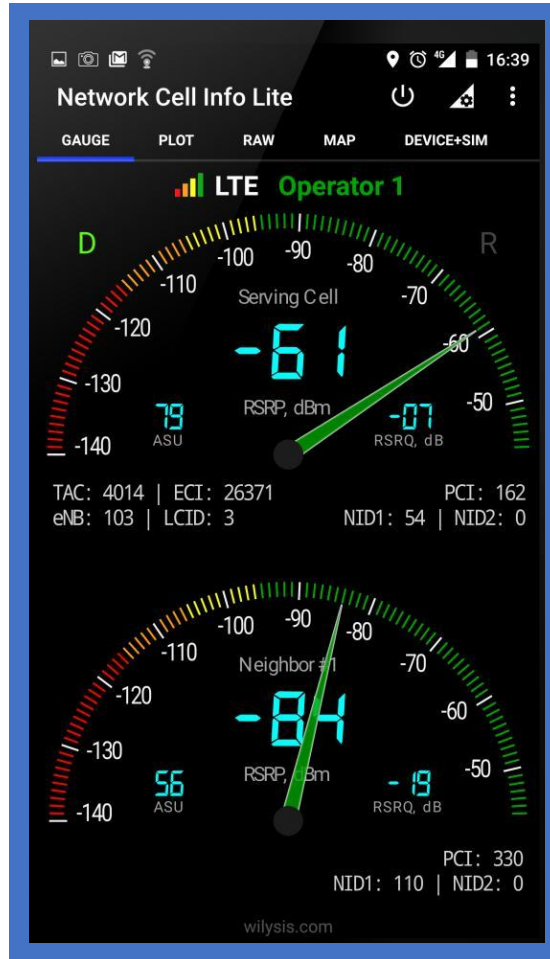 4G 16:39
Network Cell Info Lite
GAUGE PLOT RAW MAP DEVICE+SIM
LTE Operator 1
D R
-140 -130 -120 -110 -100 -90 -80 -70 -60 -50
Serving Cell
-61
RSRP, dBm
79
ASU
-07
RSRQ, dB
TAC: 4014 | ECI: 26371 PCI: 162
eNB: 103 | LCID: 3 NID1: 54 | NID2: 0
-140 -130 -120 -110 -100 -90 -80 -70 -60 -50
Neighbor #1
-84
RSRP, dBm
56
ASU
-19
RSRQ, dB
PCI: 330
NID1: 110 | NID2: 0
wilysis.com